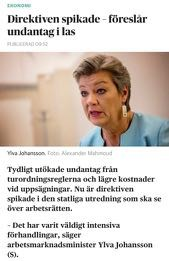 EKONOMI
Direktiven spikade – föreslår
undantag i las
PUBLICERAD 09:52
Ylva Johansson. Foto: Alexander Mahmoud
Tydligt utökade undantag från
turordningsreglerna och lägre kostnader
vid uppsägningar. Nu är direktiven
spikade i den statliga utredning som ska se
över arbetsrätten.
– Det har varit väldigt intensiva
förhandlingar, säger
arbetsmarknadsminister Ylva Johansson
(S).